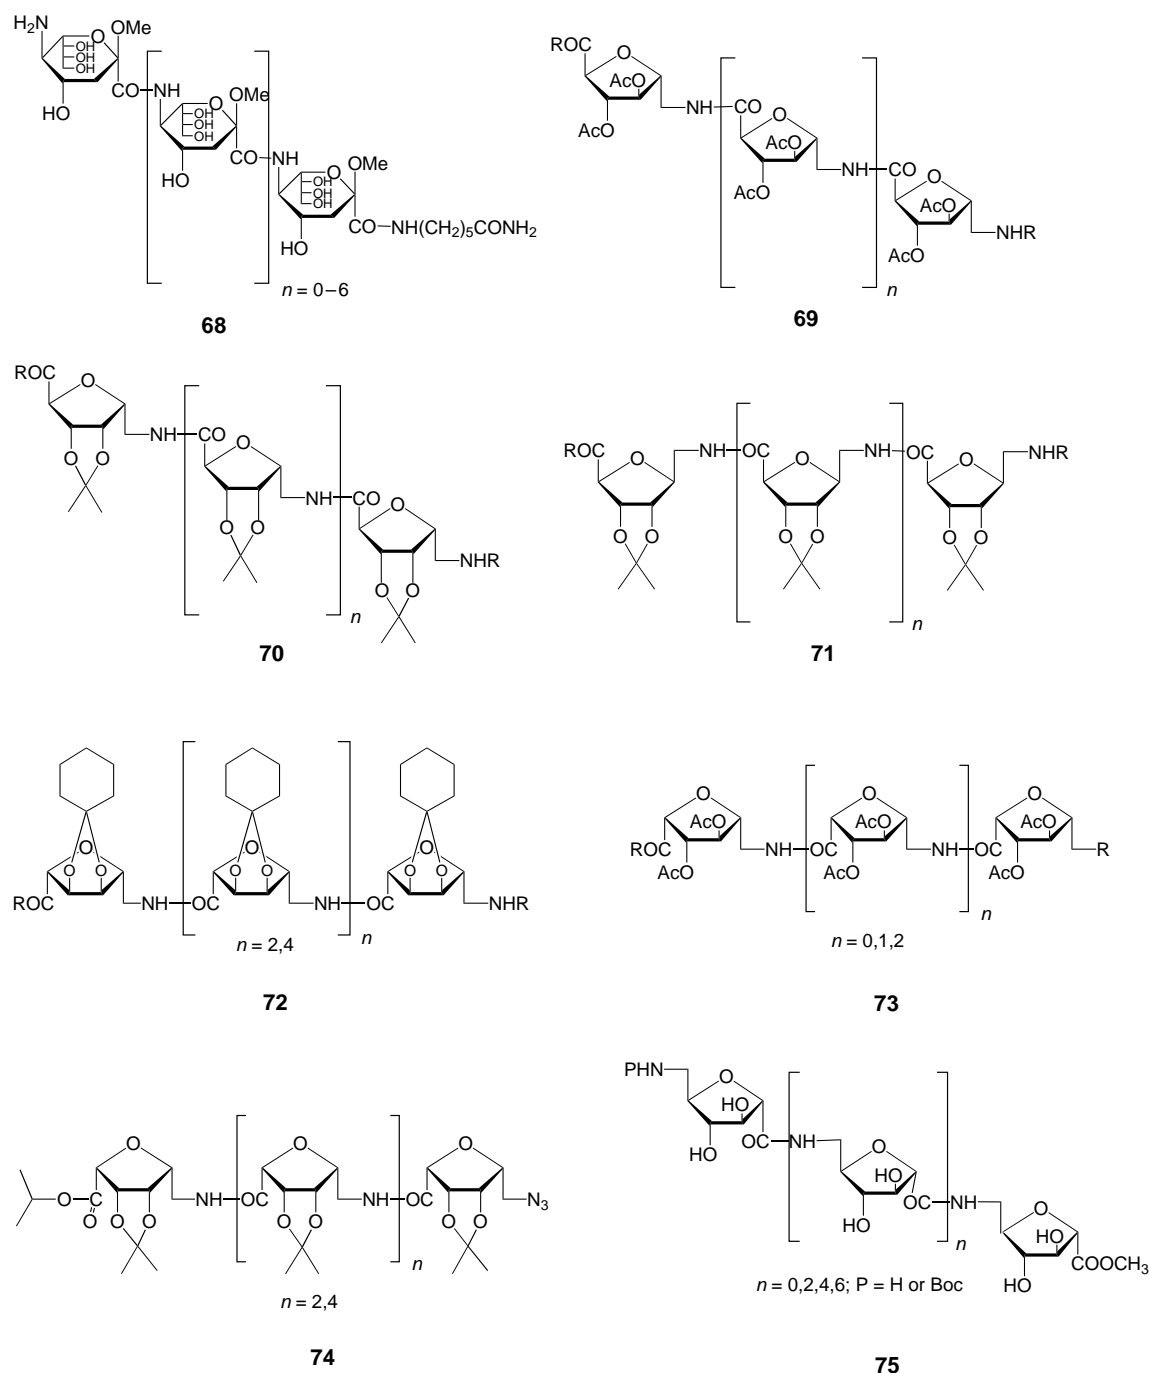 H2N
OMe
O
OH
OH
OH
HO
CO
NH
OMe
O
OH
OH
OH
HO
CO
NH
OMe
O
OH
OH
OH
HO
CO
NH(CH2)5CONH2
n = 0–6
68
ROC
O
AcO
AcO
NH
CO
O
AcO
AcO
NH
CO
O
AcO
AcO
NHR
n
69
ROC
O
O O
NH
CO
O
O O
NH
CO
O
O O
NHR
n
70
ROC
O
O O
NH
OC
O
O O
NH
OC
O
O O
NHR
n
71
O
O O
ROC
NH
OC
O
O O
NH
OC
O
O O
NHR
n = 2,4
n
72
O
AcO
ROC
AcO
NH
OC
O
AcO
AcO
NH
OC
O
AcO
AcO
R
n
n = 0,1,2
73
O
O C
O
O O
NH
OC
O
O O
NH
OC
O
O O
N3
n
n = 2,4
74
PHN
O
HO
HO
OC
NH
O
HO
HO
OC
NH
O
HO
HO
COOCH3
n
n = 0,2,4,6; P = H or Boc
75